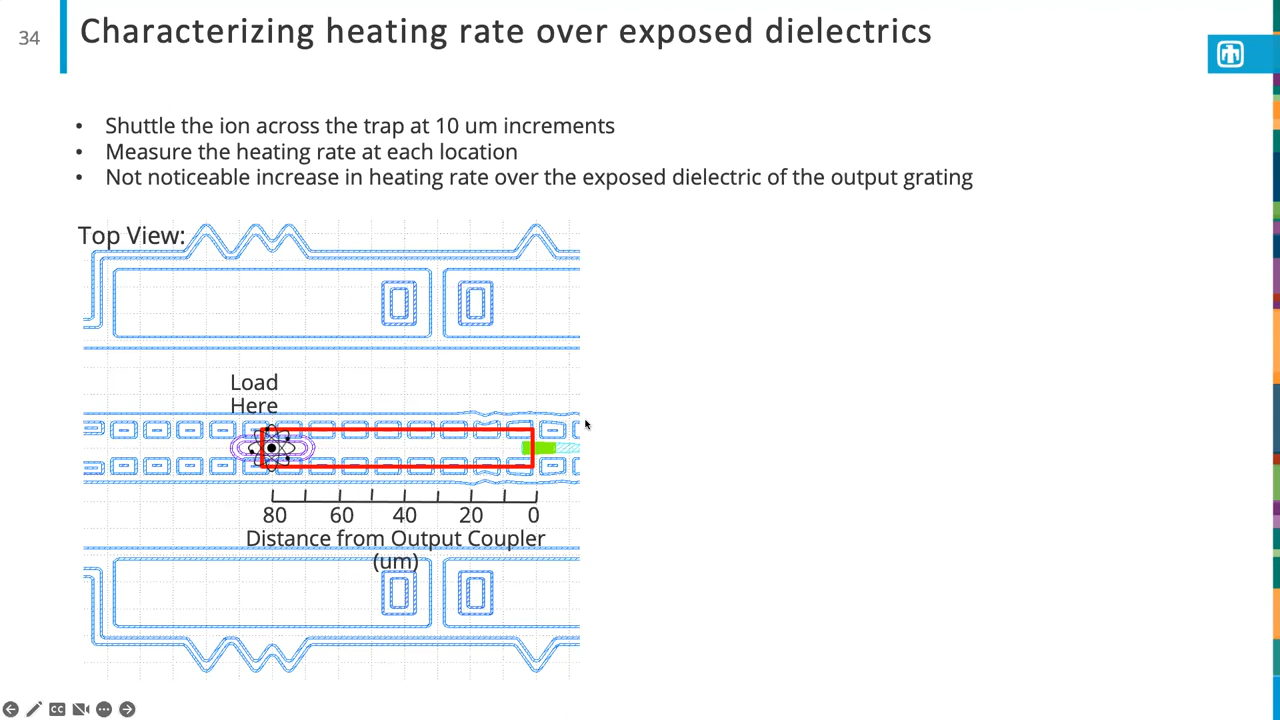 34
Characterizing heating rate over exposed dielectrics
• Shuttle the ion across the trap at 10 um increments
• Measure the heating rate at each location
• Not noticeable increase in heating rate over the exposed dielectric of the output grating
Top View:
Load
Here
80 60 40 20 0
Distance from Output Coupler
(um)
CC